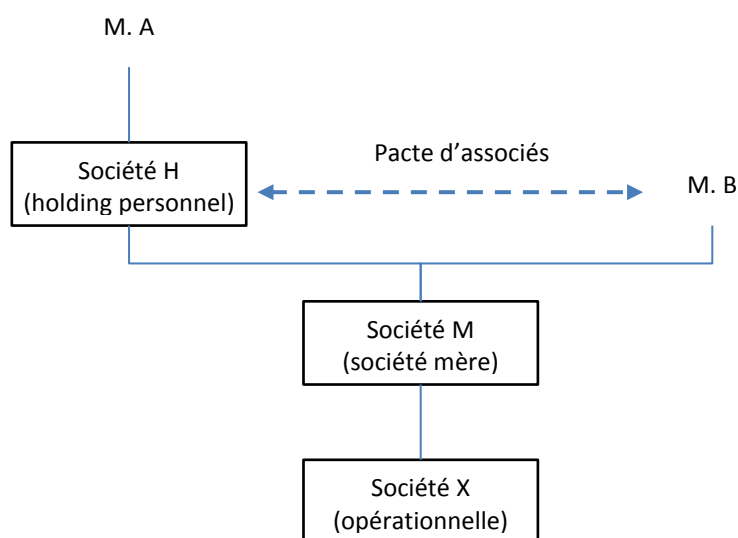 M. A
Société H
(holding personnel)
Pacte d’associés
M. B
Société M
(société mère)
Société X
(opérationnelle)